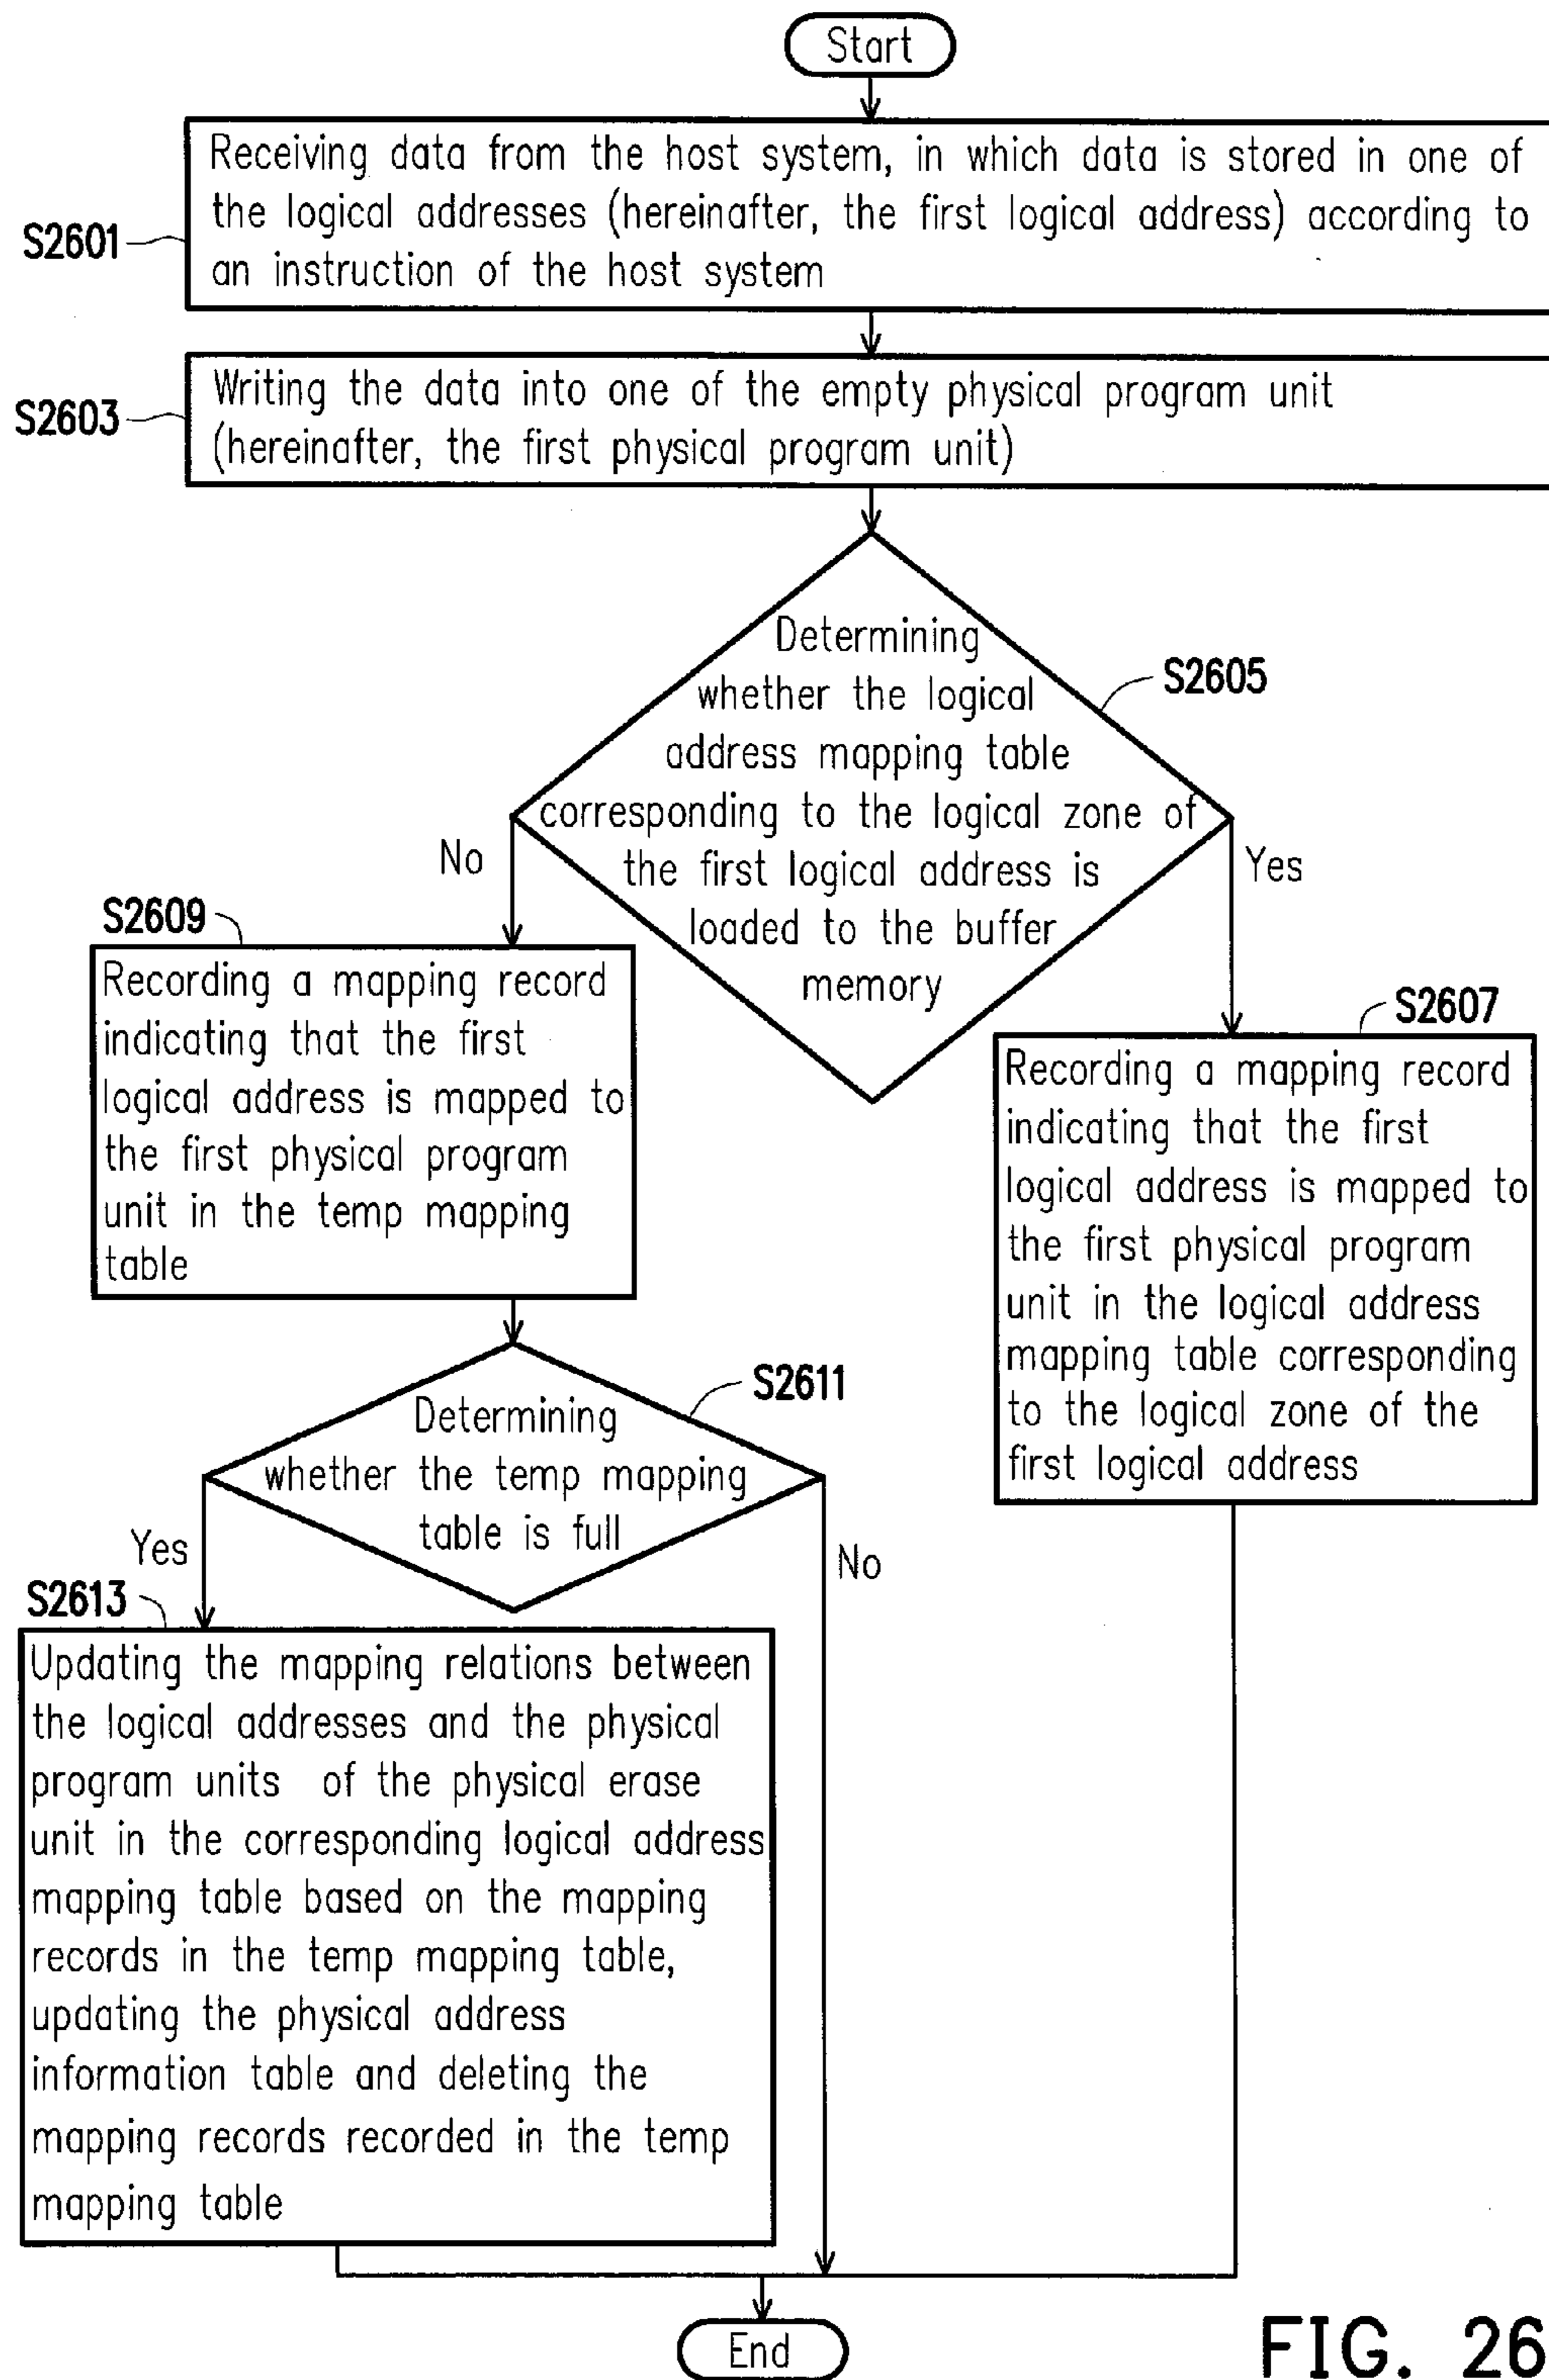 Start
Receiving data from the host system, in which data is stored in one of
the logical addresses (hereinafter, the first logical address) according to
an instruction of the host system
S2601
Writing the data into one of the empty physical program unit
(hereinafter, the first physical program unit)
S2603
Determining
whether the logical
address mapping table
corresponding to the logical zone of
the first logical address is
loaded to the buffer
memory
S2605
No
Yes
S2609
Recording a mapping record
indicating that the first
logical address is mapped to
the first physical program
unit in the temp mapping
table
S2607
Recording a mapping record
indicating that the first
logical address is mapped to
the first physical program
unit in the logical address
mapping table corresponding
to the logical zone of the
first logical address
Determining
whether the temp mapping
table is full
S2611
Yes
No
S2613
Updating the mapping relations between
the logical addresses and the physical
program units of the physical erase
unit in the corresponding logical address
mapping table based on the mapping
records in the temp mapping table,
updating the physical address
information table and deleting the
mapping records recorded in the temp
mapping table
End
FIG. 26